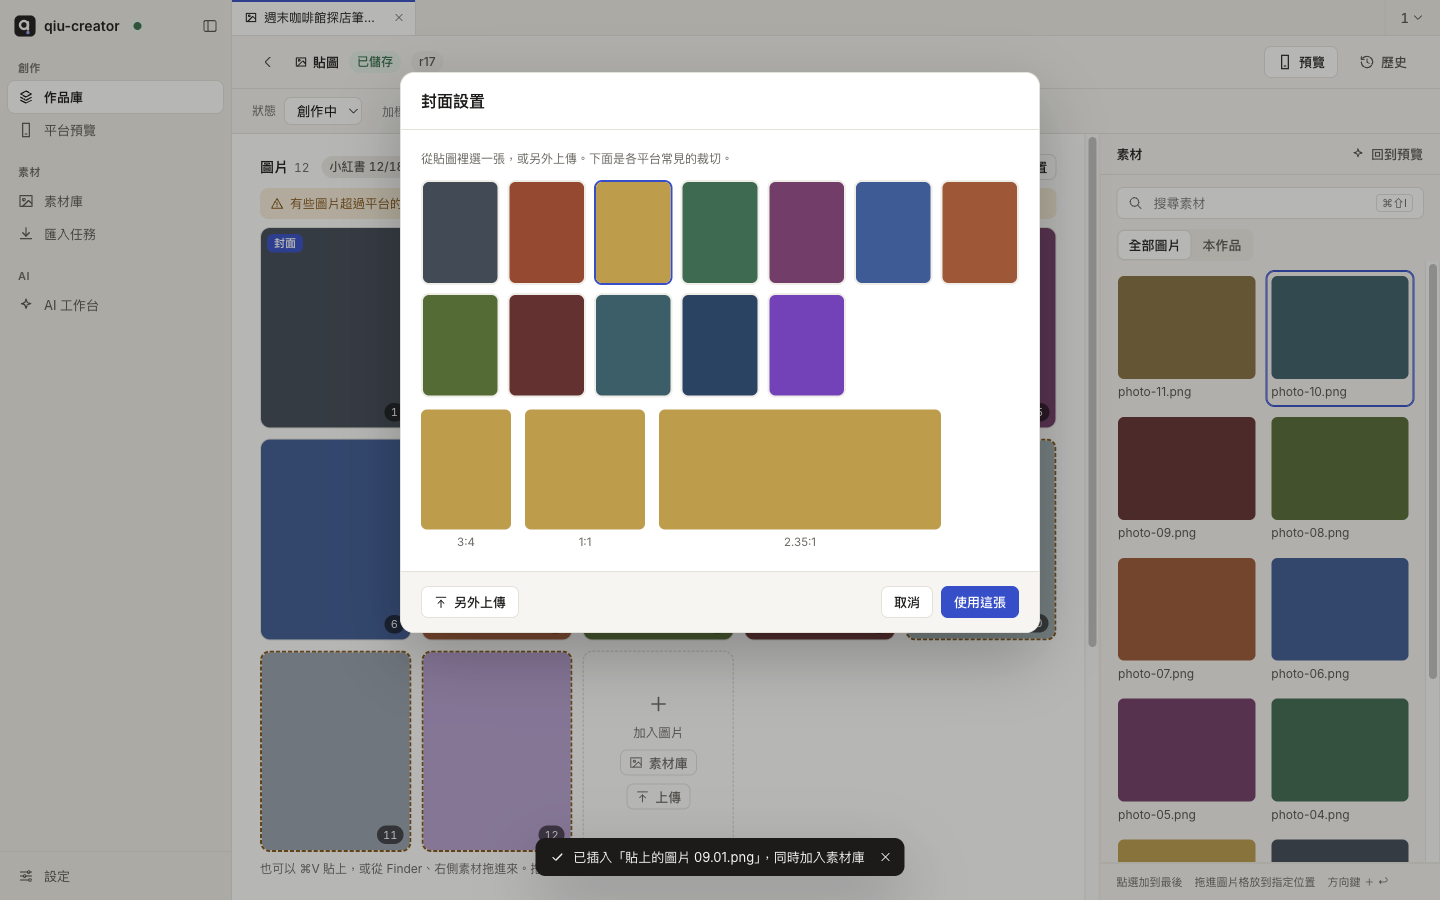 qiu-creator
創作
作品庫
平台預覽
素材
素材庫
匯入任務
AI
AI 工作台
設定
週末咖啡館探店筆...
1
貼圖
已儲存
r17
預覽
歷史
狀態
創作中
圖片 12
小紅書 12/18
有些圖片超過平台的
封面
1
6
11
12
加入圖片
素材庫
上傳
也可以 ⌘V 貼上，或從 Finder、右側素材拖進來。
封面設置
從貼圖裡選一張，或另外上傳。下面是各平台常見的裁切。
3:4
1:1
2.35:1
另外上傳
取消
使用這張
已插入「貼上的圖片 09.01.png」，同時加入素材庫
素材
回到預覽
搜尋素材
⌘⇧I
全部圖片
本作品
photo-11.png
photo-10.png
photo-09.png
photo-08.png
photo-07.png
photo-06.png
photo-05.png
photo-04.png
點選加到最後
拖進圖片格放到指定位置
方向鍵 + ↩